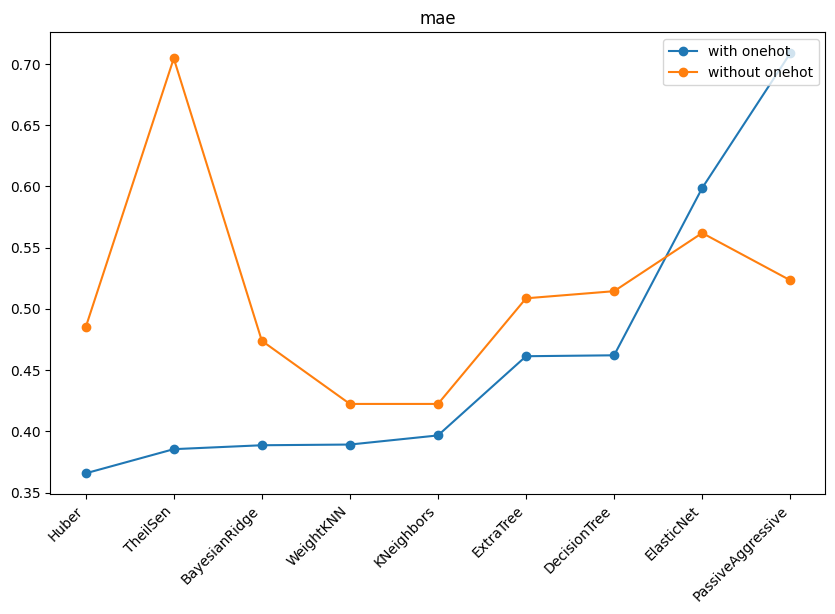 mae
with onehot
without onehot
0.70
0.65
0.60
0.55
0.50
0.45
0.40
0.35
Huber
TheilSen
BayesianRidge
WeightKNN
KNeighbors
ExtraTree
DecisionTree
ElasticNet
PassiveAggressive